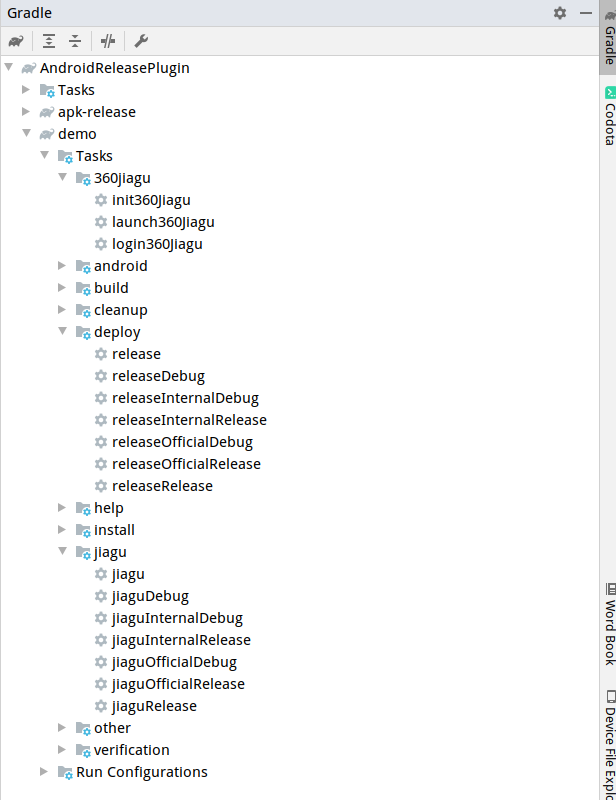 Gradle
AndroidReleasePlugin
Tasks
apk-release
demo
Tasks
360jiagu
init360Jiagu
launch360Jiagu
login360Jiagu
android
build
cleanup
deploy
release
releaseDebug
releaseInternalDebug
releaseInternalRelease
releaseOfficialDebug
releaseOfficialRelease
releaseRelease
help
install
jiagu
jiagu
jiaguDebug
jiaguInternalDebug
jiaguInternalRelease
jiaguOfficialDebug
jiaguOfficialRelease
jiaguRelease
other
verification
Run Configurations
Gradle
Codota
Word Book
Device File Explo